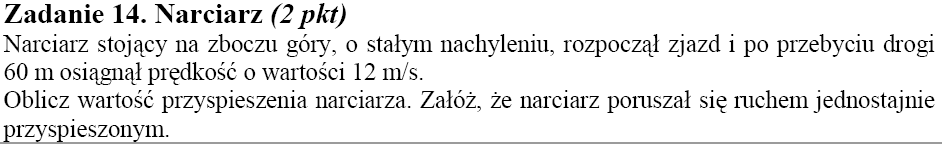 Zadanie 14. Narciarz (2 pkt)
Narciarz stojący na zboczu góry, o stałym nachyleniu, rozpoczął zjazd i po przebyciu drogi
60 m osiągnął prędkość o wartości 12 m/s.
Oblicz wartość przyspieszenia narciarza. Załóż, że narciarz poruszał się ruchem jednostajnie
przyspieszonym.